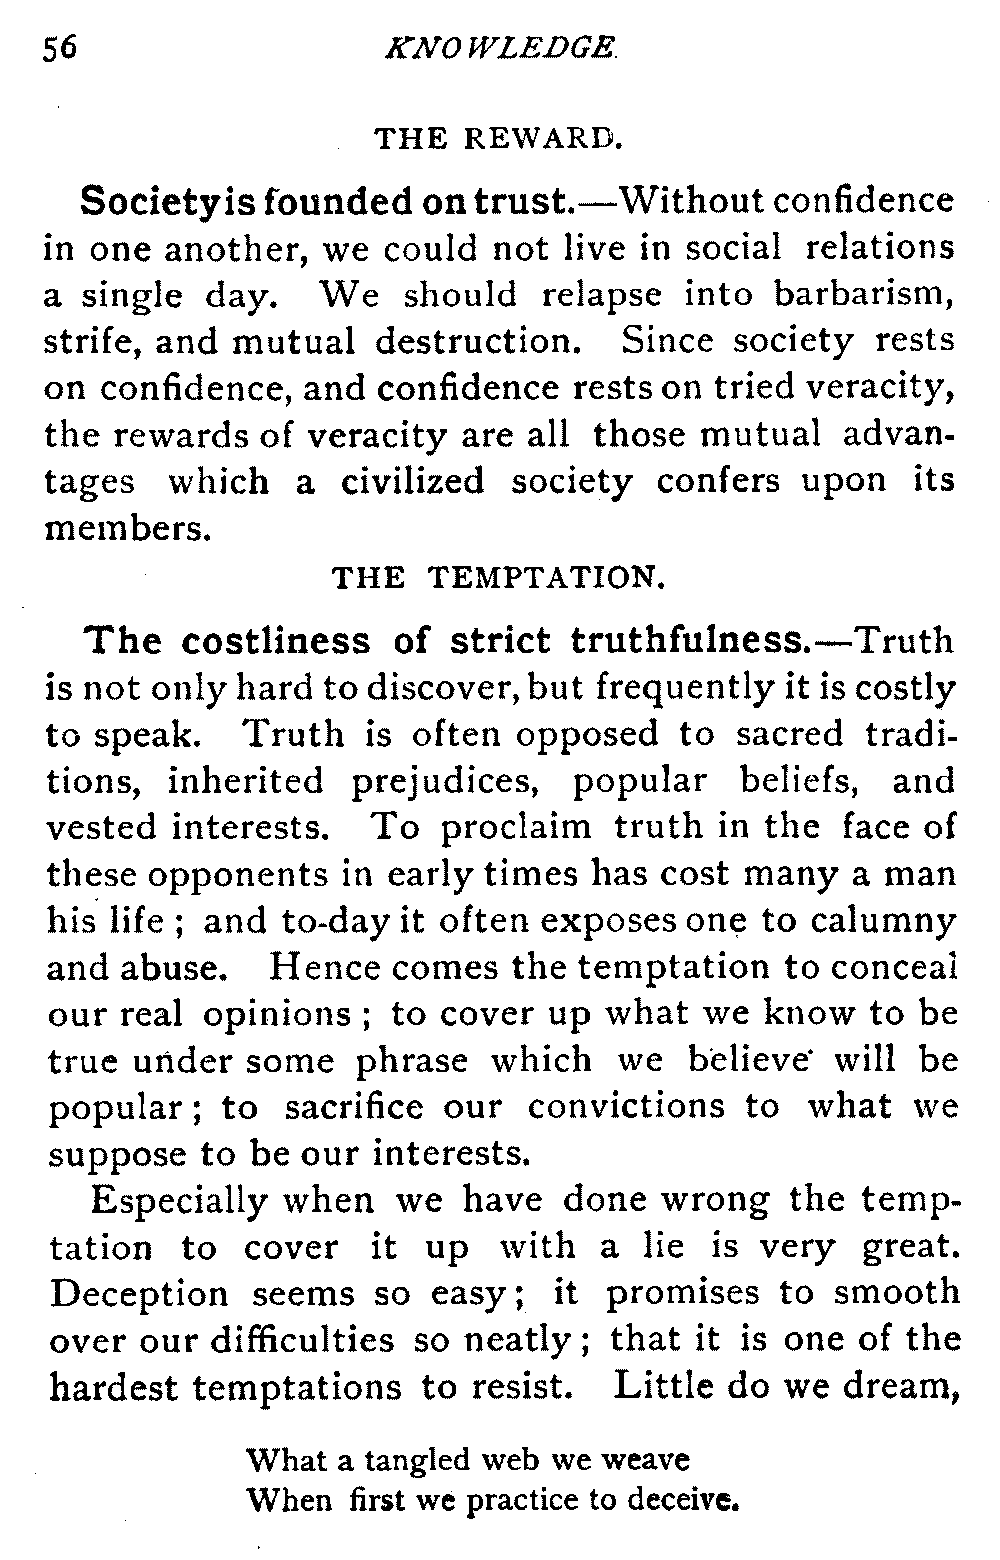 56 KNOWLEDGE.
THE REWARD.
Society is founded on trust.—Without confidence
in one another, we could not live in social relations
a single day. We should relapse into barbarism,
strife, and mutual destruction. Since society rests
on confidence, and confidence rests on tried veracity,
the rewards of veracity are all those mutual advan-
tages which a civilized society confers upon its
members.
THE TEMPTATION.
The costliness of strict truthfulness.—Truth
is not only hard to discover, but frequently it is costly
to speak. Truth is often opposed to sacred tradi-
tions, inherited prejudices, popular beliefs, and
vested interests. To proclaim truth in the face of
these opponents in early times has cost many a man
his life ; and to-day it often exposes one to calumny
and abuse. Hence comes the temptation to conceal
our real opinions ; to cover up what we know to be
true under some phrase which we believe will be
popular ; to sacrifice our convictions to what we
suppose to be our interests.
Especially when we have done wrong the temp-
tation to cover it up with a lie is very great.
Deception seems so easy ; it promises to smooth
over our difficulties so neatly ; that it is one of the
hardest temptations to resist. Little do we dream,
What a tangled web we weave
When first we practice to deceive.